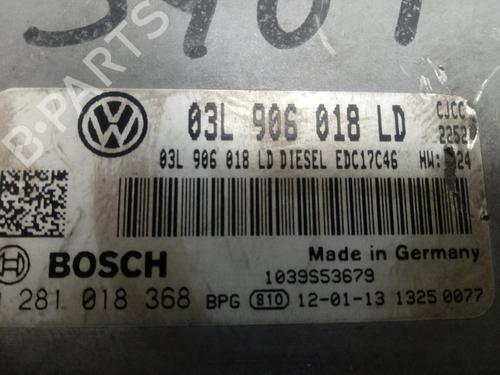 B-PARTS
03L 906 018 LD
CJCC
2252
03L 906 018 LD DIESEL EDC17C46
BOSCH
Made in Germany
1039S53679
281 018 368 BPG 810 12-01-13 1325 0077